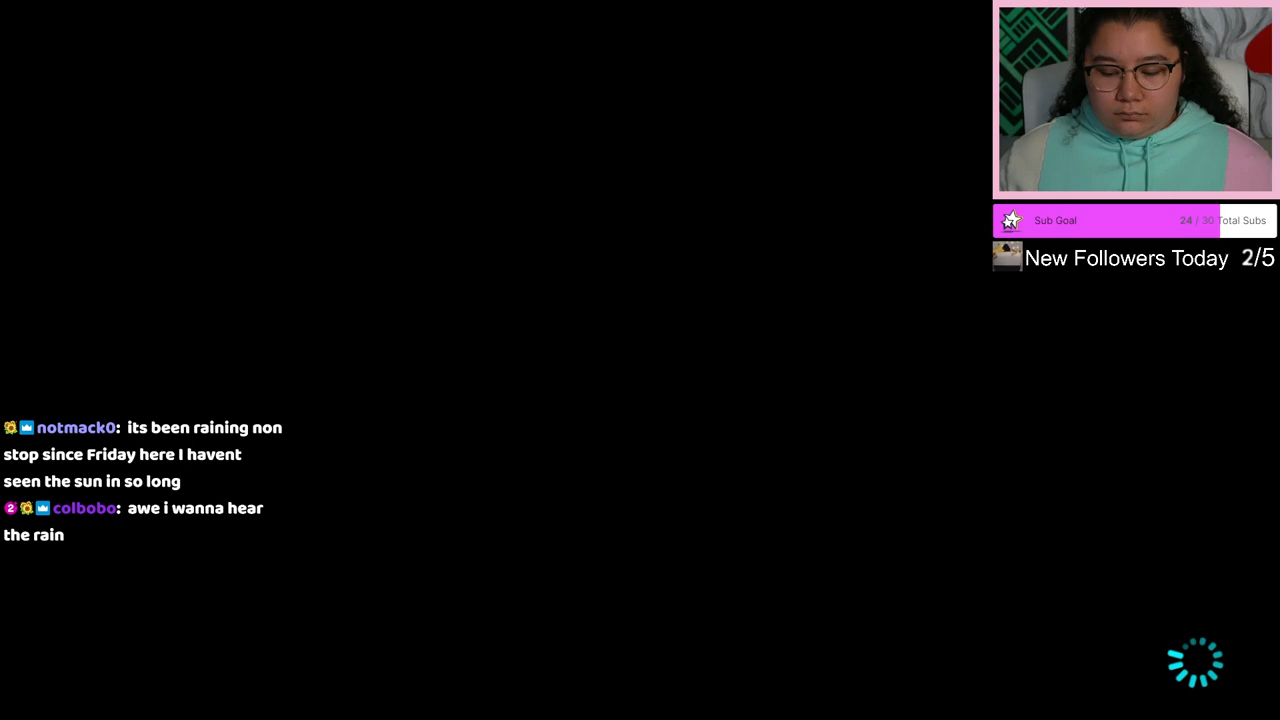 Sub Goal 24 / 30 Total Subs
New Followers Today 2/5
notmack0: its been raining non
stop since Friday here I havent
seen the sun in so long
2 colbobo: awe i wanna hear
the rain